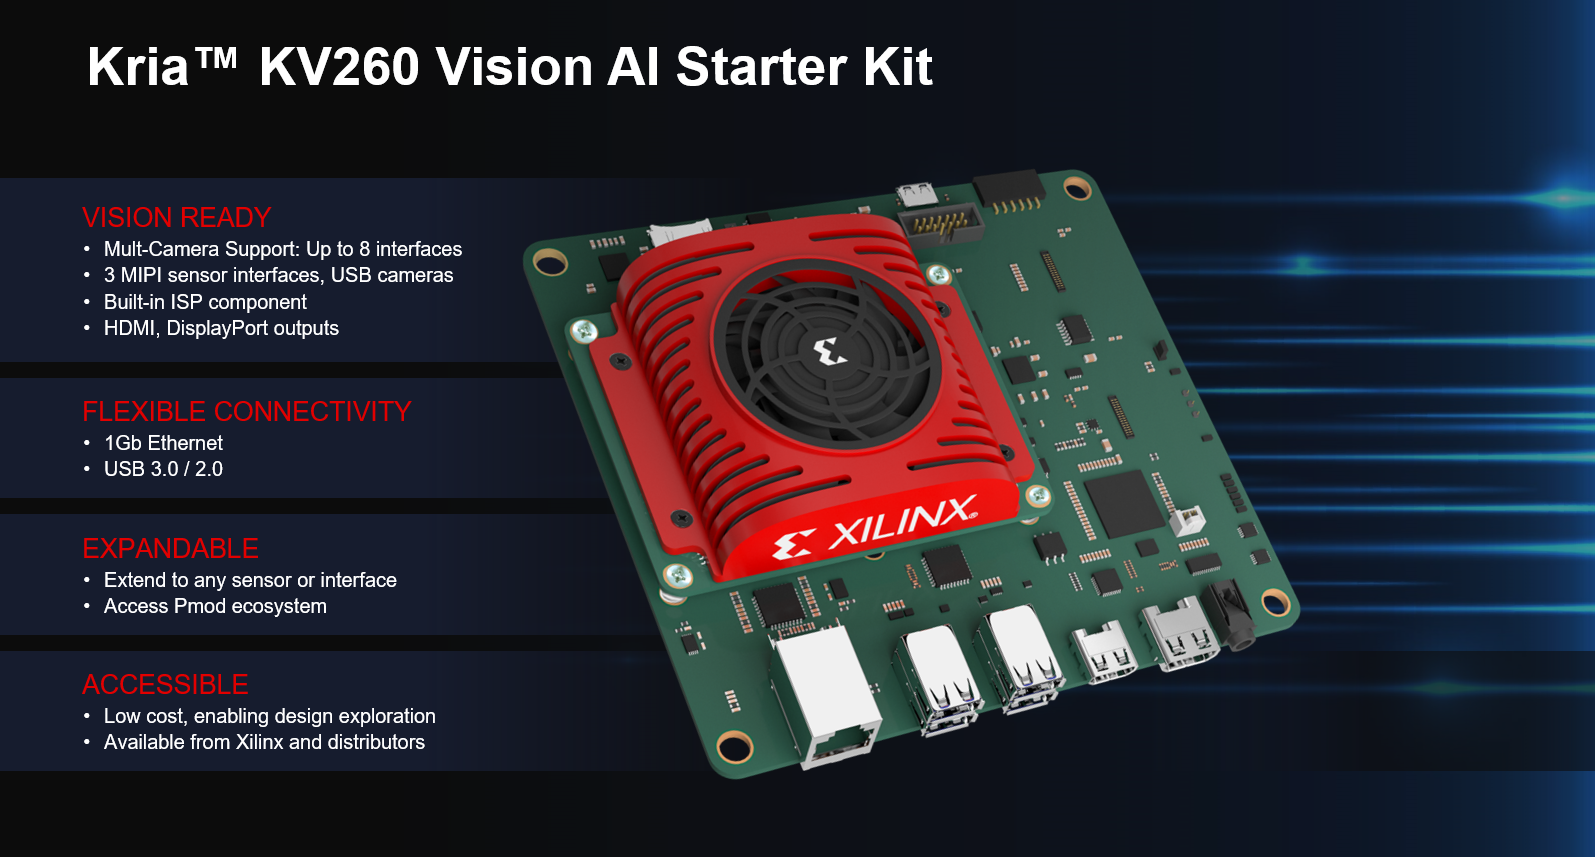 Kria™ KV260 Vision AI Starter Kit
VISION READY
• Mult-Camera Support: Up to 8 interfaces
• 3 MIPI sensor interfaces, USB cameras
• Built-in ISP component
• HDMI, DisplayPort outputs
FLEXIBLE CONNECTIVITY
• 1Gb Ethernet
• USB 3.0 / 2.0
EXPANDABLE
• Extend to any sensor or interface
• Access Pmod ecosystem
ACCESSIBLE
• Low cost, enabling design exploration
• Available from Xilinx and distributors
XILINX®